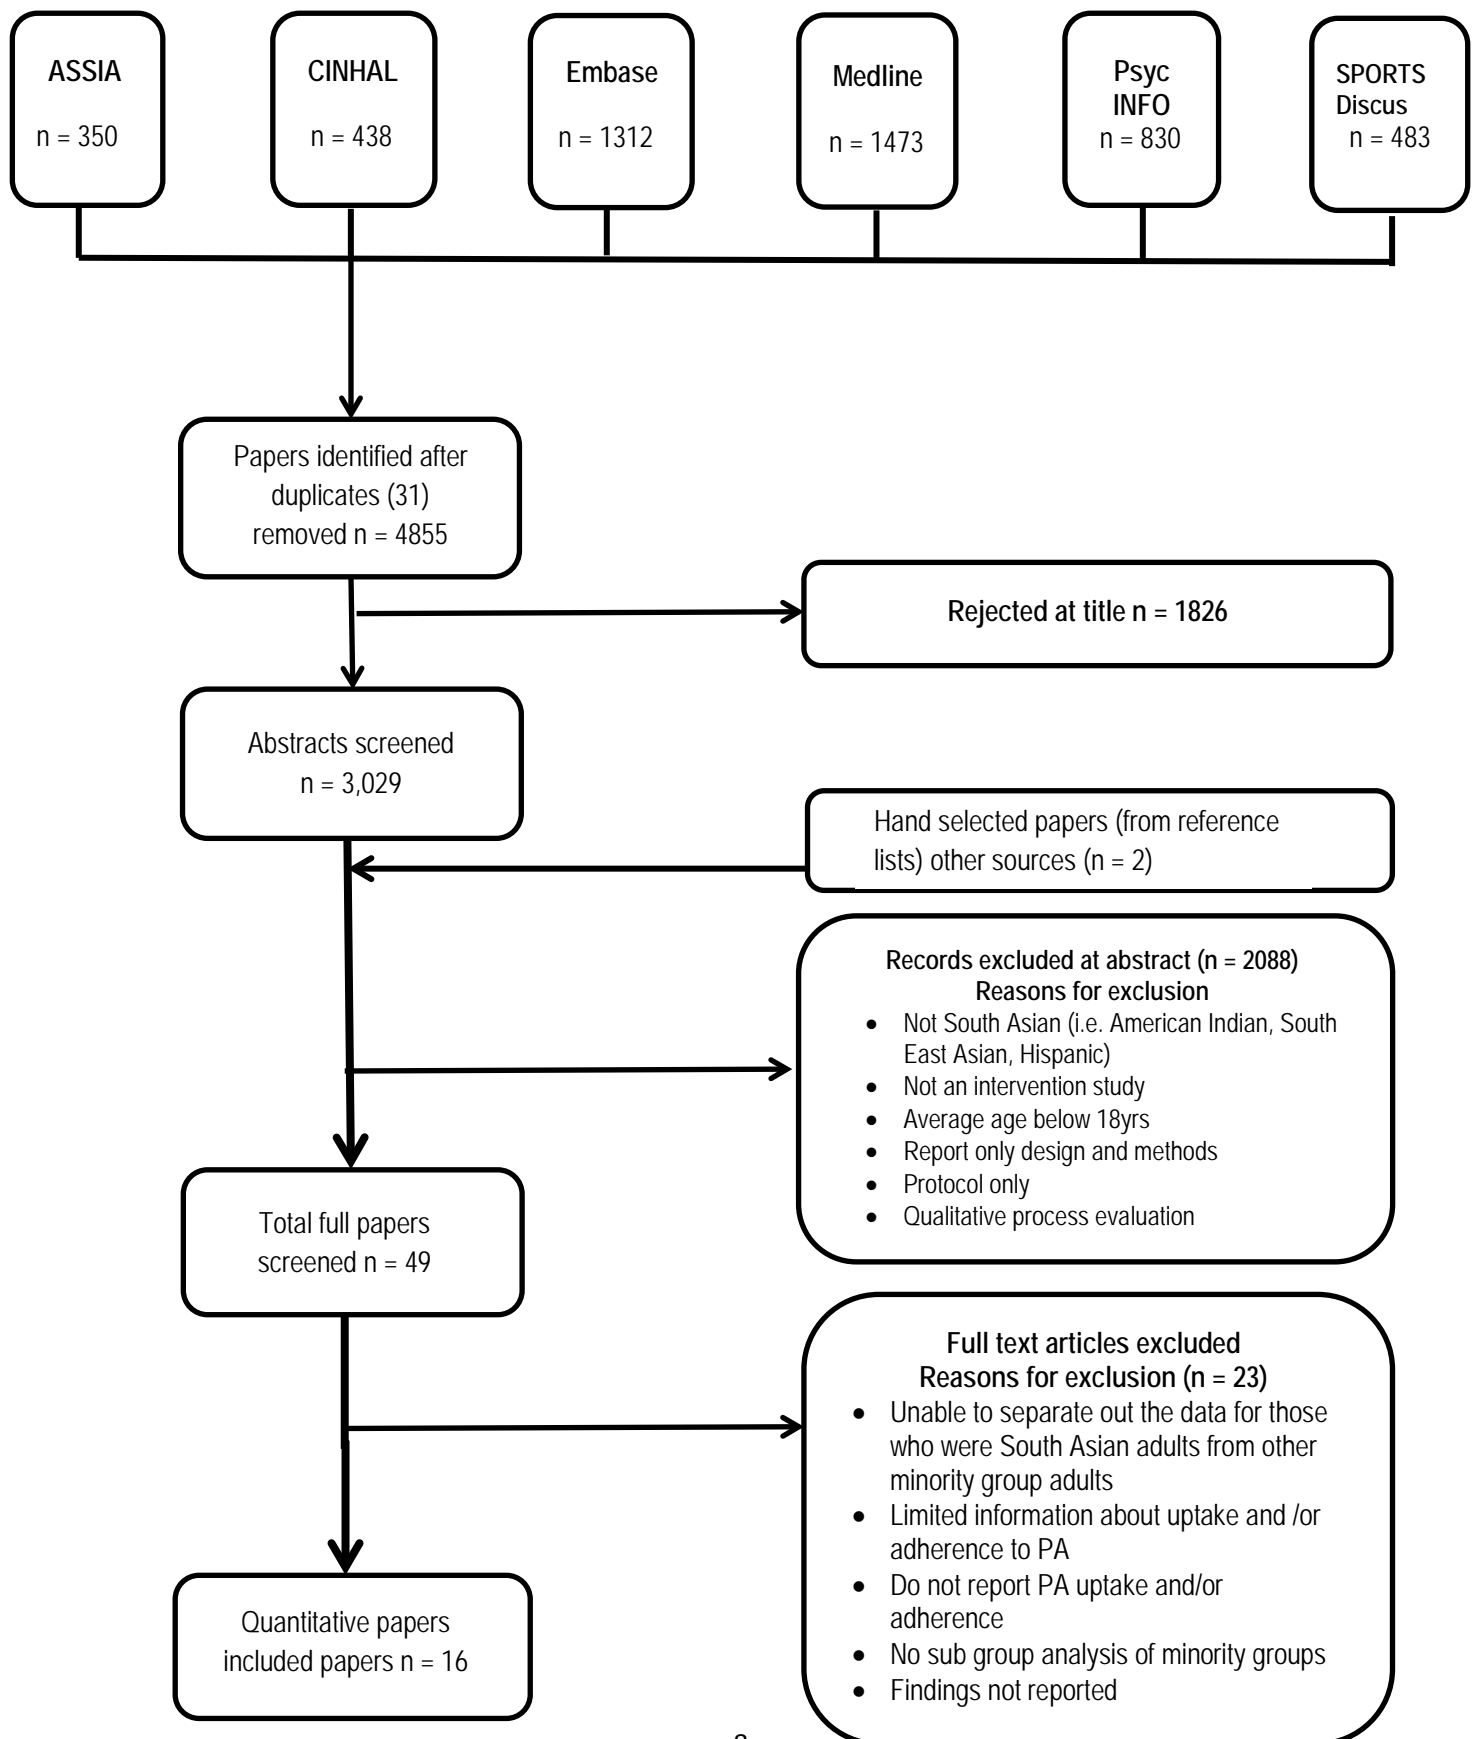 ASSIA
n = 350
CINHAL
n = 438
Embase
n = 1312
Medline
n = 1473
Psyc
INFO
n = 830
SPORTS
Discus
n = 483
Papers identified after
duplicates (31)
removed n = 4855
Rejected at title n = 1826
Abstracts screened
n = 3,029
Hand selected papers (from reference
lists) other sources (n = 2)
Records excluded at abstract (n = 2088)
Reasons for exclusion
• Not South Asian (i.e. American Indian, South
East Asian, Hispanic)
• Not an intervention study
• Average age below 18yrs
• Report only design and methods
• Protocol only
• Qualitative process evaluation
Total full papers
screened n = 49
Full text articles excluded
Reasons for exclusion (n = 23)
• Unable to separate out the data for those
who were South Asian adults from other
minority group adults
• Limited information about uptake and /or
adherence to PA
• Do not report PA uptake and/or
adherence
• No sub group analysis of minority groups
• Findings not reported
Quantitative papers
included papers n = 16